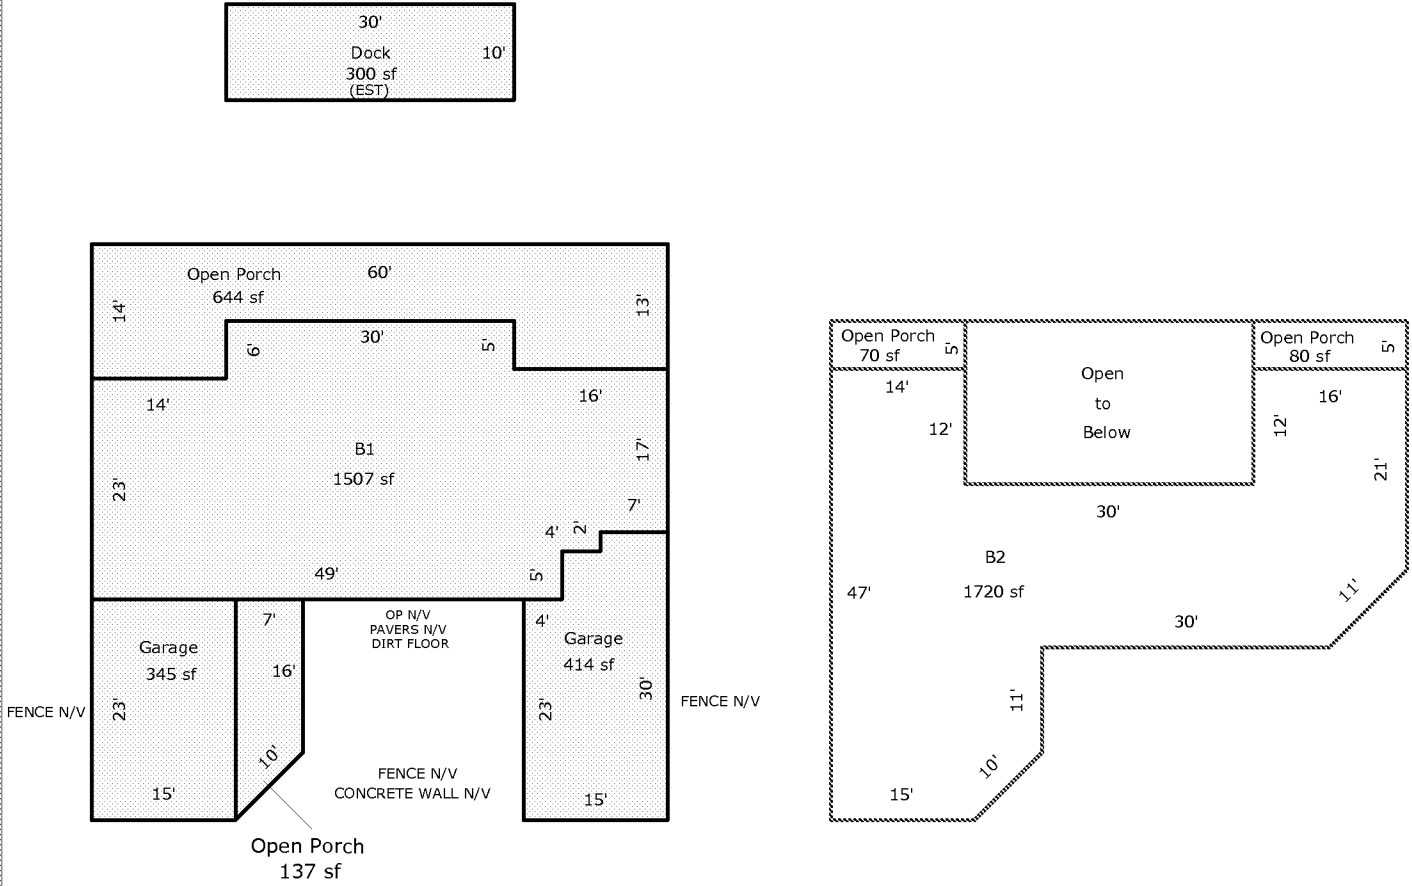 30'
Dock
10'
300 sf
(EST)
Open Porch
60'
644 sf
14'
13'
30'
6'
5'
14'
16'
B1
1507 sf
17'
23'
7'
4'
2'
49'
5'
7'
OP N/V
PAVERS N/V
DIRT FLOOR
4'
Garage
345 sf
16'
Garage
414 sf
FENCE N/V
23'
23'
30'
FENCE N/V
10'
FENCE N/V
CONCRETE WALL N/V
15'
15'
Open Porch
137 sf
Open Porch
70 sf
5'
Open Porch
80 sf
5'
Open
to
Below
14'
16'
12'
12'
21'
30'
B2
1720 sf
47'
11'
30'
11'
10'
15'